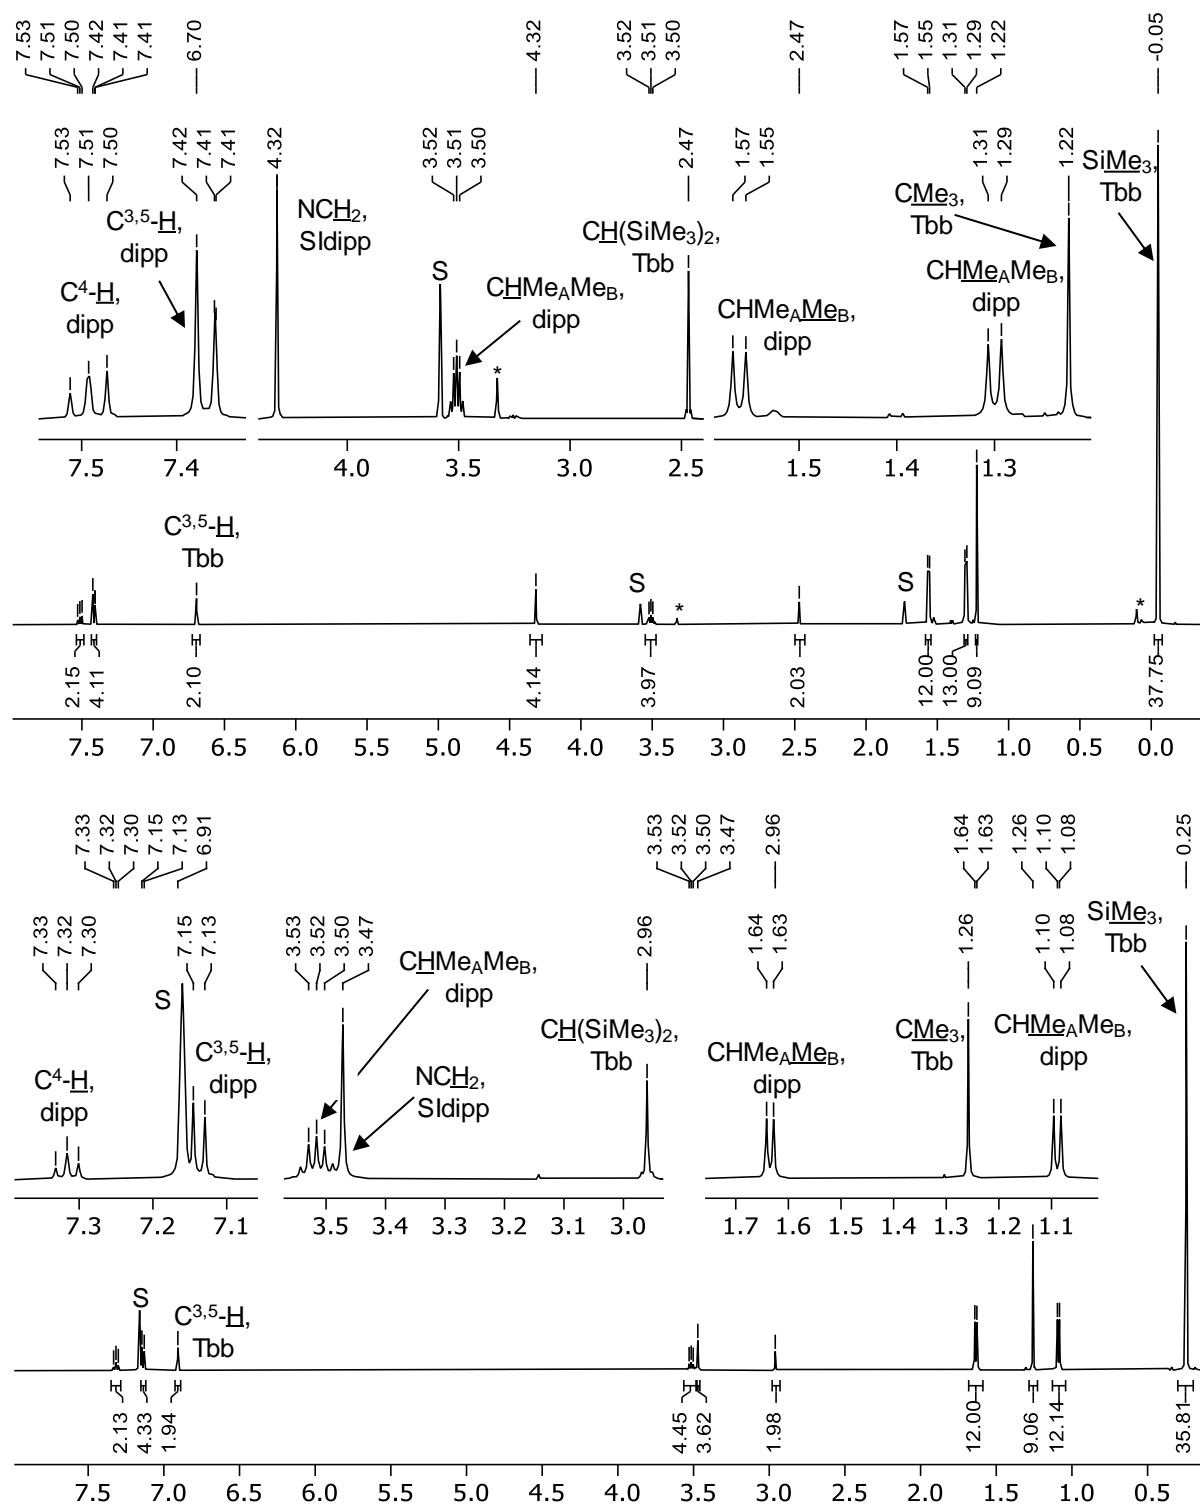 7.53 7.51 7.50 7.42 7.41 7.41 6.70 4.32 3.52 3.51 3.50 2.47 1.57 1.55 1.31 1.29 1.22 -0.05
7.53 7.51 7.50 7.42 7.41 7.41 4.32 3.52 3.51 3.50 2.47 1.57 1.55 1.31 1.29 1.22
SiMe3,
Tbb
CMe3,
Tbb
NCH2,
SIdipp
C3,5-H,
dipp
CH(SiMe3)2,
Tbb
C4-H,
dipp
S
CHMeAMeB,
dipp
CHMeAMeB,
dipp
CHMeAMeB,
dipp
*
7.5 7.4 4.0 3.5 3.0 2.5 1.5 1.4 1.3
C3,5-H,
Tbb
S
*
S
*
2.15 4.11 2.10 4.14 3.97 2.03 12.00 13.00 9.09 37.75
7.5 7.0 6.5 6.0 5.5 5.0 4.5 4.0 3.5 3.0 2.5 2.0 1.5 1.0 0.5 0.0
7.33 7.32 7.30 7.15 7.13 6.91 3.53 3.52 3.50 3.47 2.96 1.64 1.63 1.26 1.10 1.08 0.25
7.33 7.32 7.30 7.15 7.13 3.53 3.52 3.50 3.47 2.96 1.64 1.63 1.26 1.10 1.08
SiMe3,
Tbb
S
CHMeAMeB,
dipp
C3,5-H,
dipp
C4-H,
dipp
NCH2,
SIdipp
CH(SiMe3)2,
Tbb
CHMeAMeB,
dipp
CMe3,
Tbb
CHMeAMeB,
dipp
7.3 7.2 7.1 3.5 3.4 3.3 3.2 3.1 3.0 1.7 1.6 1.5 1.4 1.3 1.2 1.1
S
C3,5-H,
Tbb
2.13 4.33 1.94 4.45 3.62 1.98 12.00 9.06 12.14 35.81
7.5 7.0 6.5 6.0 5.5 5.0 4.5 4.0 3.5 3.0 2.5 2.0 1.5 1.0 0.5